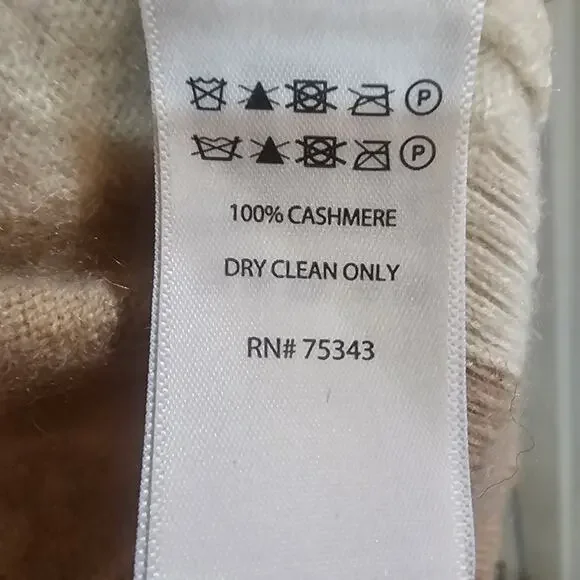 P
P
100% CASHMERE
DRY CLEAN ONLY
RN# 75343